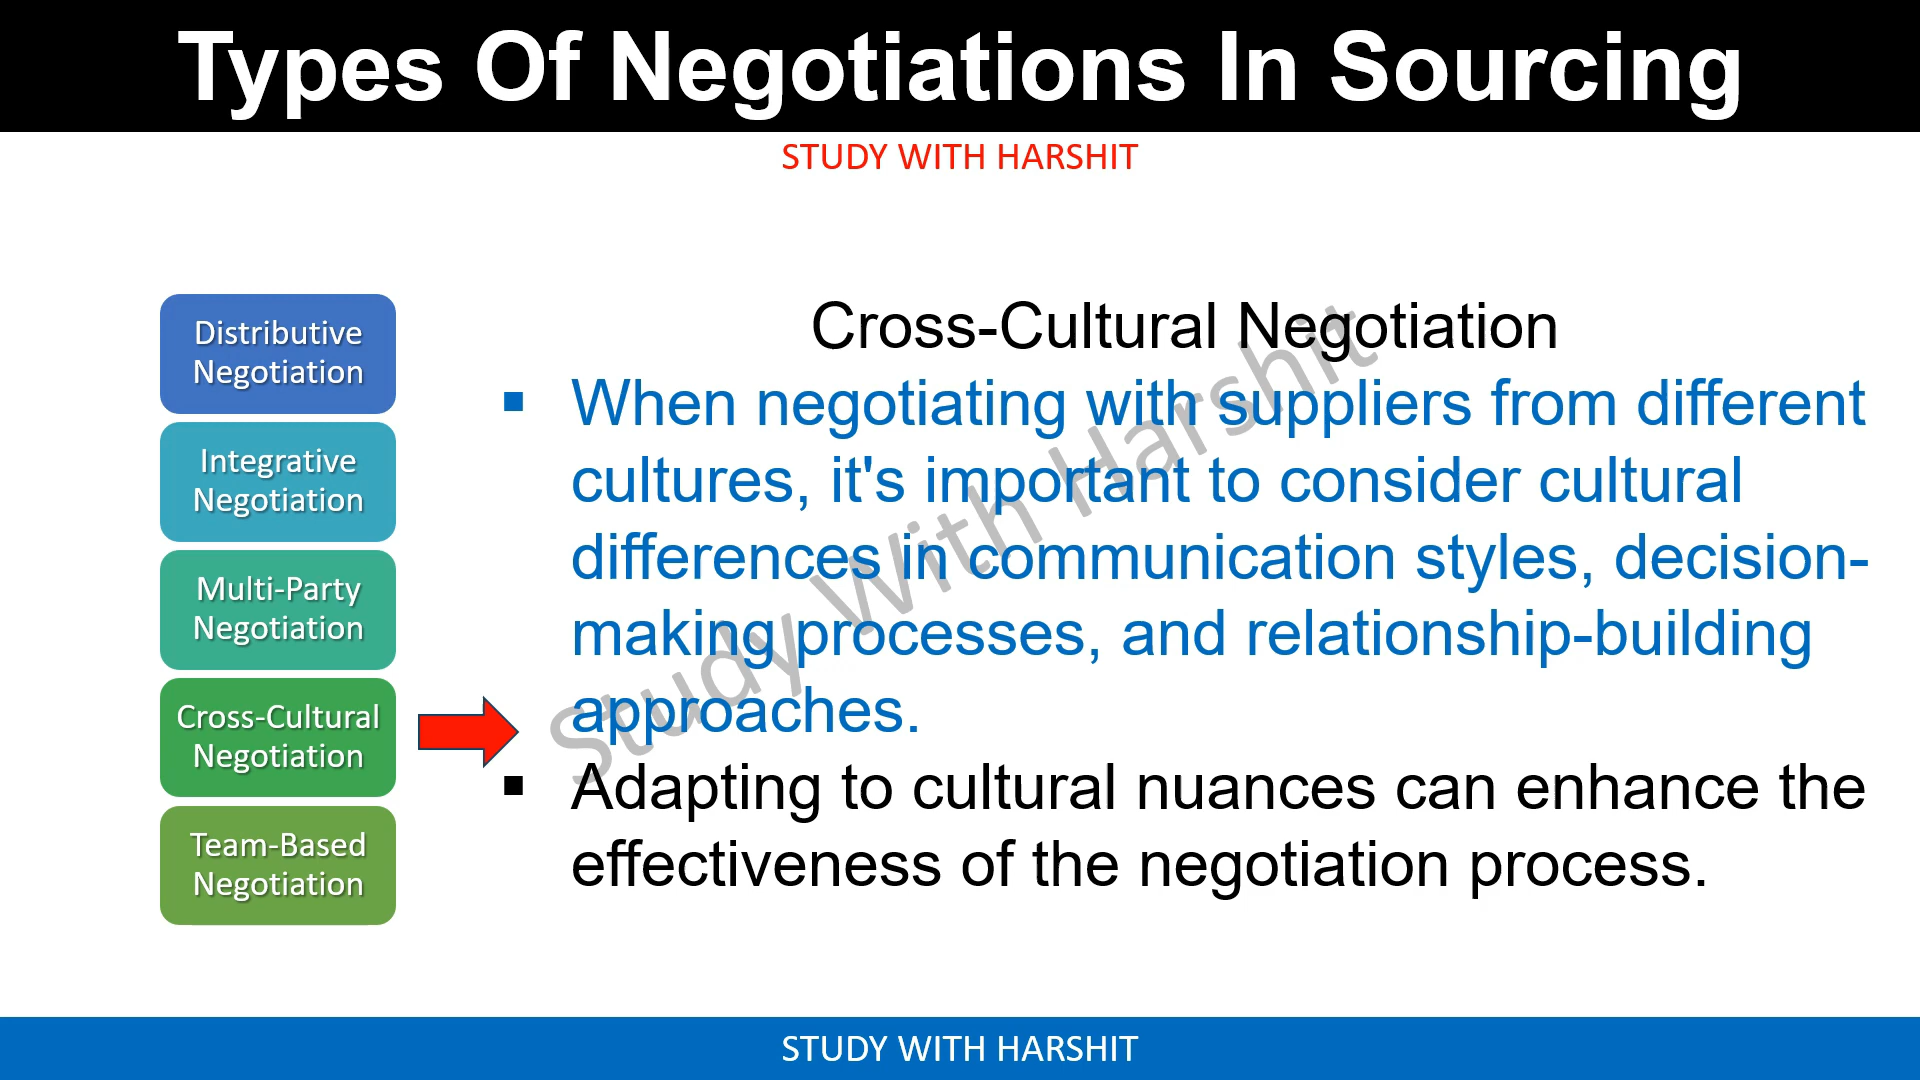 Types Of Negotiations In Sourcing
STUDY WITH HARSHIT
Distributive
Negotiation
Integrative
Negotiation
Multi-Party
Negotiation
Cross-Cultural
Negotiation
Team-Based
Negotiation
Cross-Cultural Negotiation
▪ When negotiating with suppliers from different
cultures, it's important to consider cultural
differences in communication styles, decision-
making processes, and relationship-building
approaches.
▪ Adapting to cultural nuances can enhance the
effectiveness of the negotiation process.
Study With Harshit
STUDY WITH HARSHIT